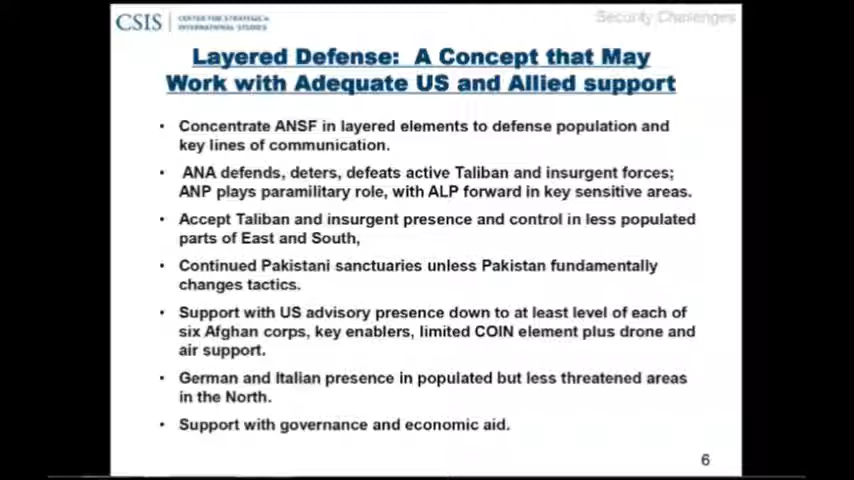 Security Challenges
CSIS | CENTER FOR STRATEGIC &
INTERNATIONAL STUDIES
Layered Defense: A Concept that May
Work with Adequate US and Allied support
• Concentrate ANSF in layered elements to defense population and
key lines of communication.
• ANA defends, deters, defeats active Taliban and insurgent forces;
ANP plays paramilitary role, with ALP forward in key sensitive areas.
• Accept Taliban and insurgent presence and control in less populated
parts of East and South,
• Continued Pakistani sanctuaries unless Pakistan fundamentally
changes tactics.
• Support with US advisory presence down to at least level of each of
six Afghan corps, key enablers, limited COIN element plus drone and
air support.
• German and Italian presence in populated but less threatened areas
in the North.
• Support with governance and economic aid.
6